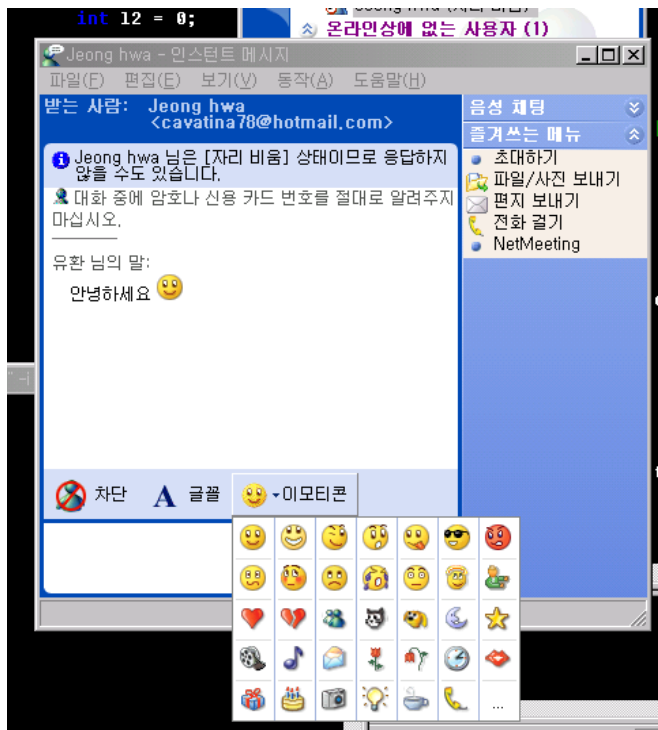 int l2 = 0;
온라인상에 없는 사용자 (1)
Jeong hwa - 인스턴트 메시지
파일(F) 편집(E) 보기(V) 동작(A) 도움말(H)
받는 사람: Jeong hwa
<cavatina78@hotmail.com>
Jeong hwa 님은 [자리 비움] 상태이므로 응답하지
않을 수도 있습니다.
대화 중에 암호나 신용 카드 번호를 절대로 알려주지
마십시오.
유환 님의 말:
안녕하세요
음성 채팅
즐겨쓰는 메뉴
초대하기
파일/사진 보내기
편지 보내기
전화 걸기
NetMeeting
차단 A 글꼴 이모티콘
...